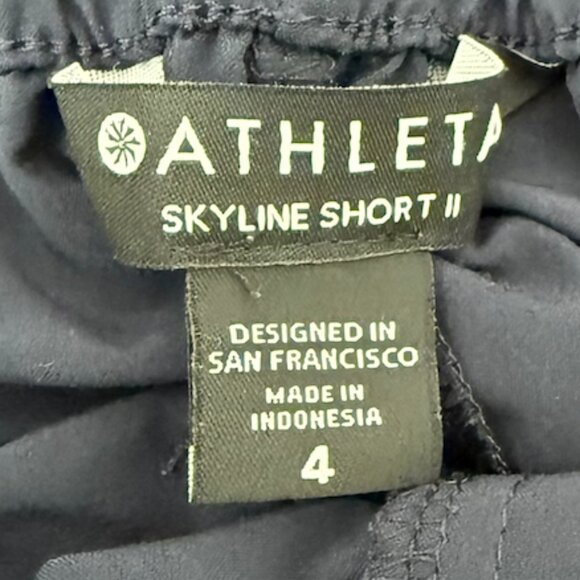 ATHLETA
SKYLINE SHORT II
DESIGNED IN
SAN FRANCISCO
MADE IN
INDONESIA
4